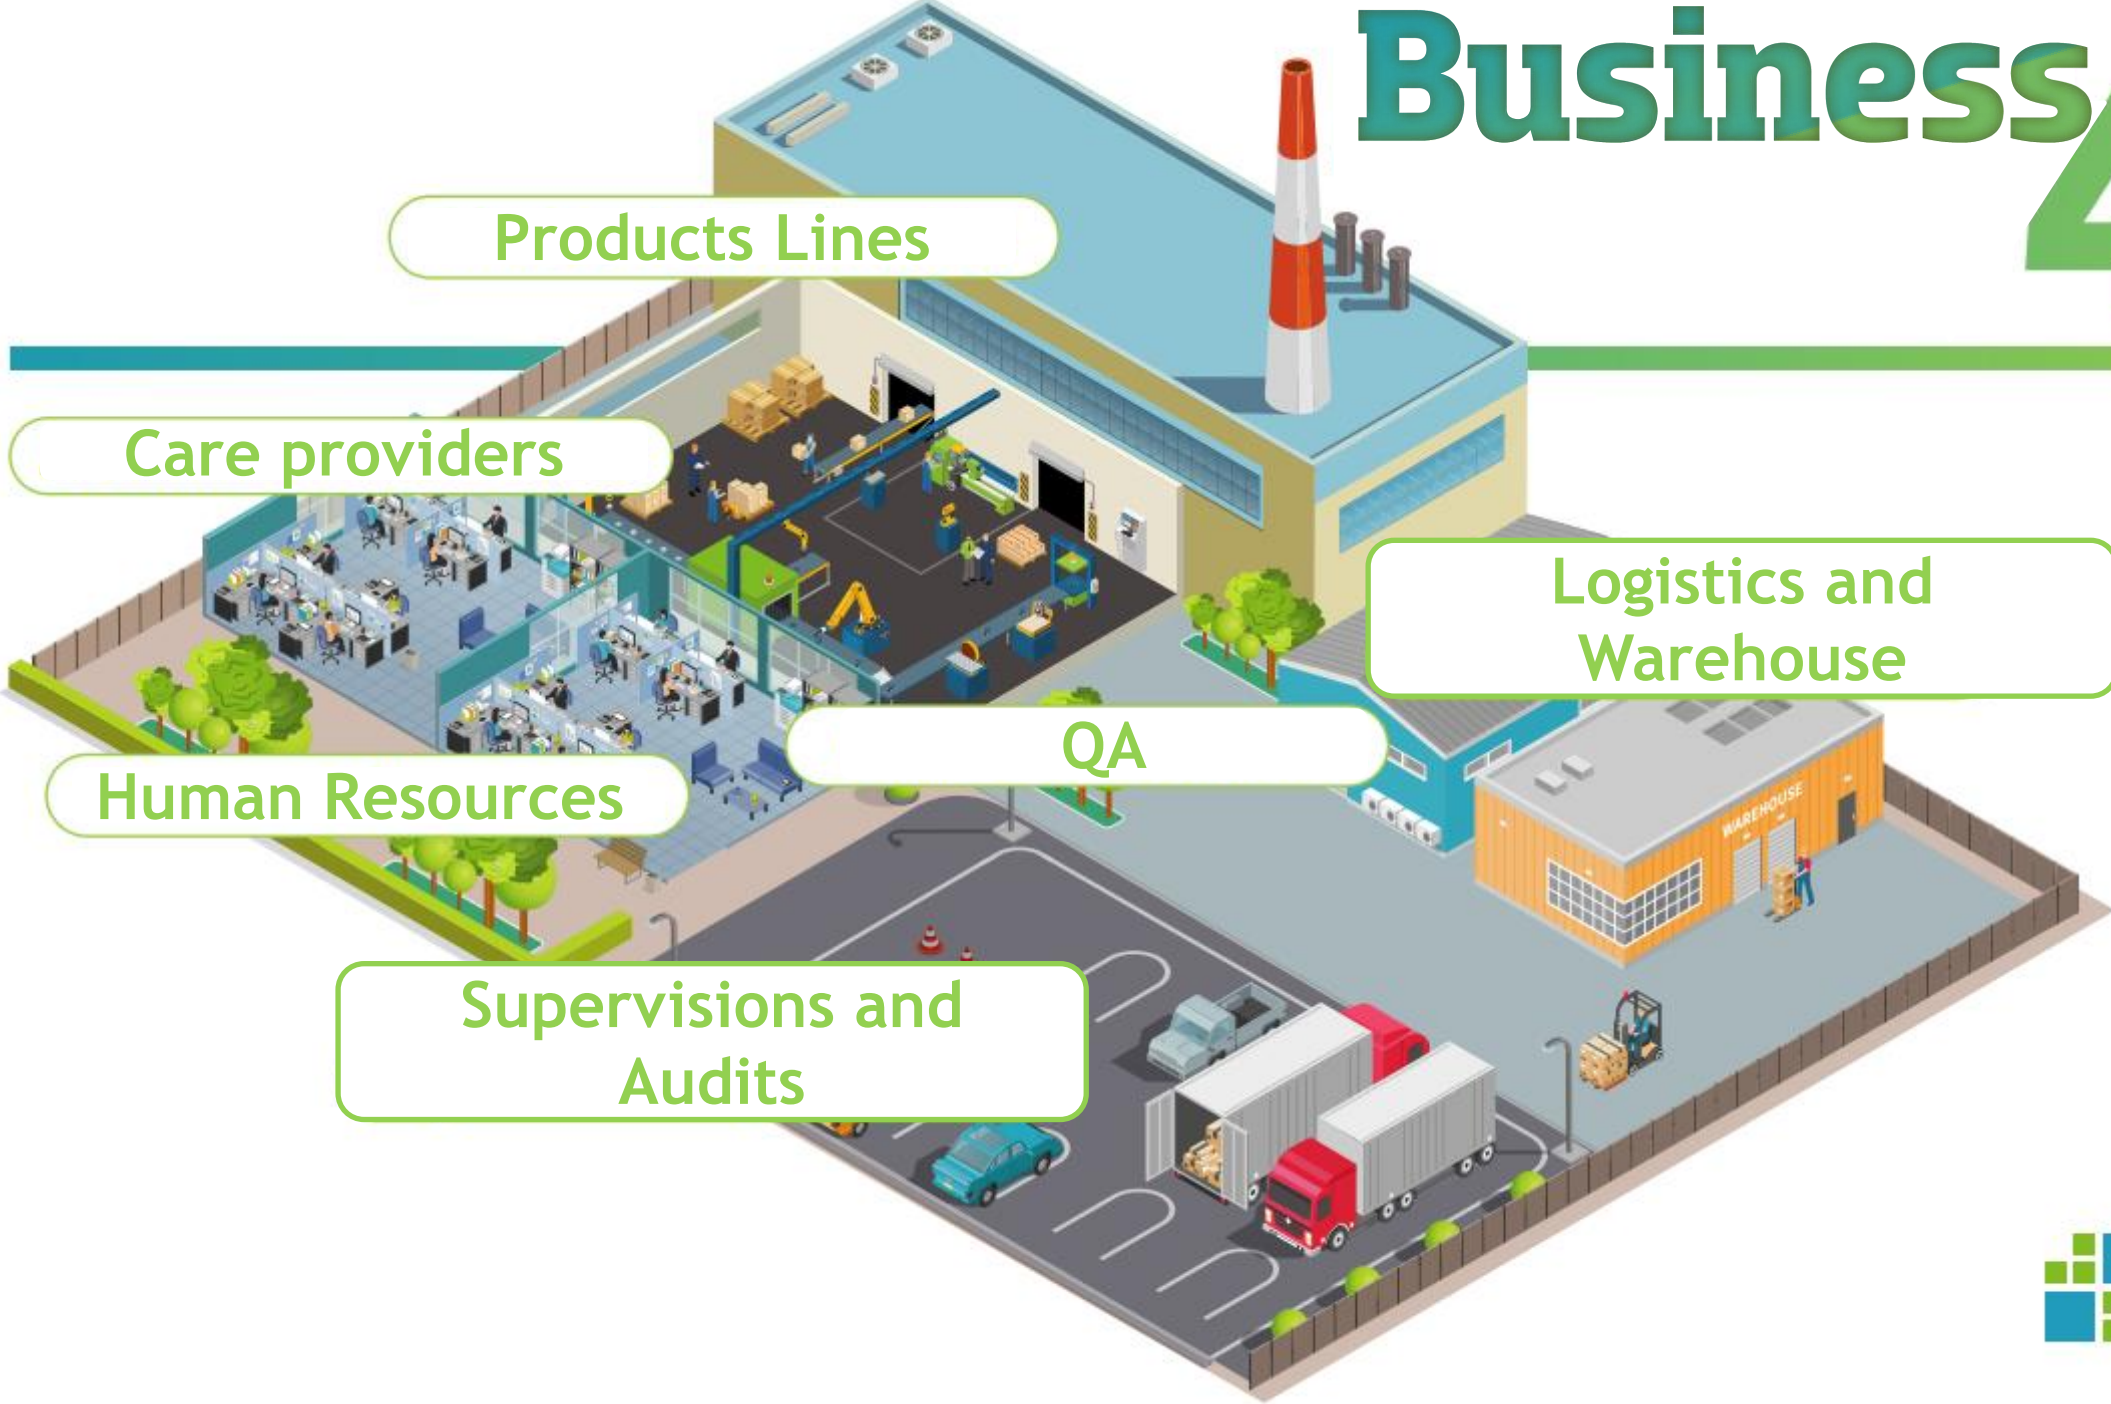 Business
Products Lines
Care providers
Logistics and
Warehouse
QA
Human Resources
WAREHOUSE
Supervisions and
Audits